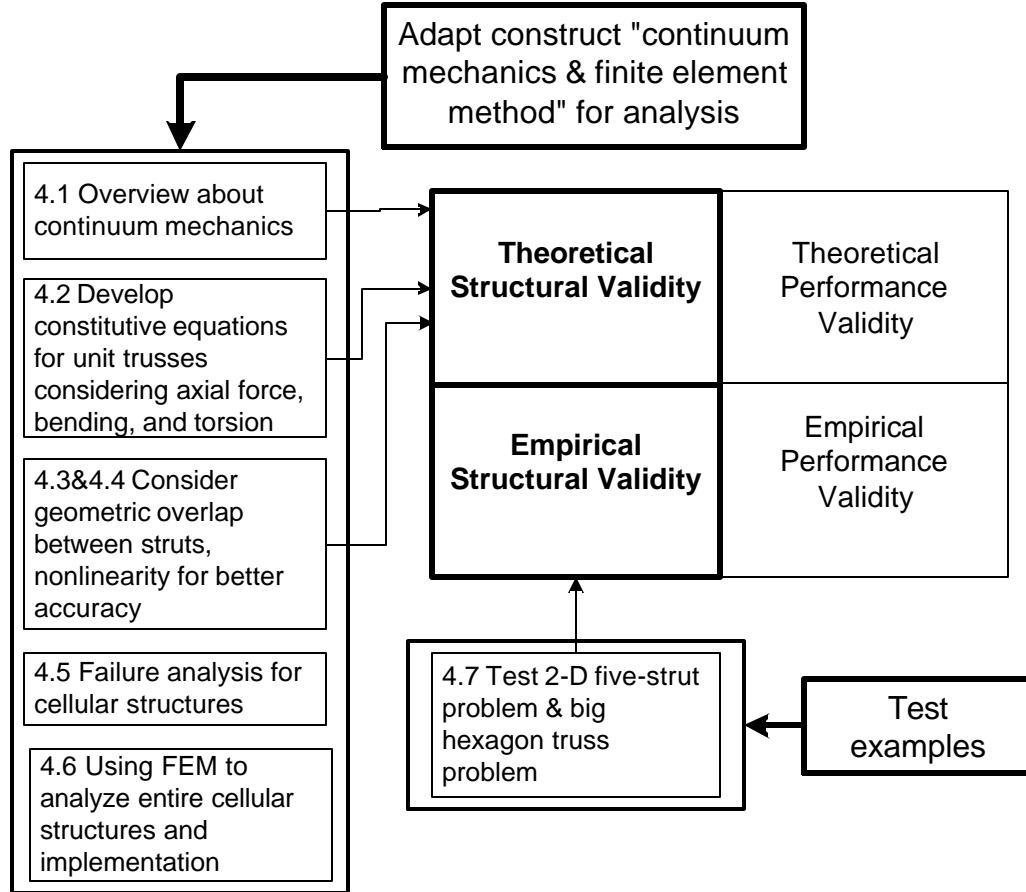 Adapt construct "continuum
mechanics & finite element
method" for analysis
4.1 Overview about
continuum mechanics
4.2 Develop
constitutive equations
for unit trusses
considering axial force,
bending, and torsion
4.3&4.4 Consider
geometric overlap
between struts,
nonlinearity for better
accuracy
4.5 Failure analysis for
cellular structures
4.6 Using FEM to
analyze entire cellular
structures and
implementation
Theoretical
Structural Validity
Theoretical
Performance
Validity
Empirical
Structural Validity
Empirical
Performance
Validity
4.7 Test 2-D five-strut
problem & big
hexagon truss
problem
Test
examples